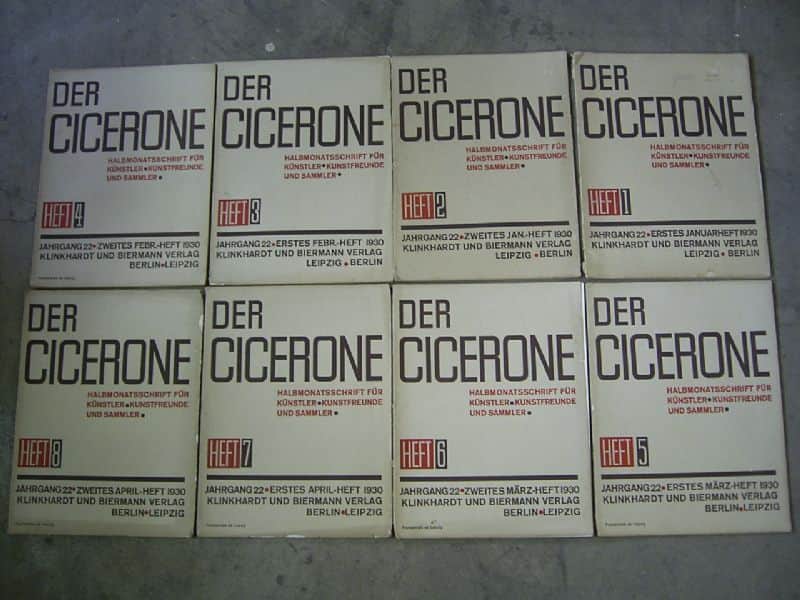 DER
CICERONE
HALBMONATSSCHRIFT FÜR
KÜNSTLER • KUNSTFREUNDE
UND SAMMLER •
HEFT 4
JAHRGANG 22 • ZWEITES FEBR.-HEFT 1930
KLINKHARDT UND BIERMANN VERLAG
BERLIN • LEIPZIG
DER
CICERONE
HALBMONATSSCHRIFT FÜR
KÜNSTLER • KUNSTFREUNDE
UND SAMMLER •
HEFT 3
JAHRGANG 22 • ERSTES FEBR.-HEFT 1930
KLINKHARDT UND BIERMANN VERLAG
LEIPZIG • BERLIN
DER
CICERONE
HALBMONATSSCHRIFT FÜR
KÜNSTLER • KUNSTFREUNDE
UND SAMMLER •
HEFT 2
JAHRGANG 22 • ZWEITES JAN.-HEFT 1930
KLINKHARDT UND BIERMANN VERLAG
LEIPZIG • BERLIN
DER
CICERONE
HALBMONATSSCHRIFT FÜR
KÜNSTLER • KUNSTFREUNDE
UND SAMMLER •
HEFT 1
JAHRGANG 22 • ERSTES JANUARHEFT 1930
KLINKHARDT UND BIERMANN VERLAG
LEIPZIG • BERLIN
DER
CICERONE
HALBMONATSSCHRIFT FÜR
KÜNSTLER • KUNSTFREUNDE
UND SAMMLER •
HEFT 8
JAHRGANG 22 • ZWEITES APRIL-HEFT 1930
KLINKHARDT UND BIERMANN VERLAG
BERLIN • LEIPZIG
DER
CICERONE
HALBMONATSSCHRIFT FÜR
KÜNSTLER • KUNSTFREUNDE
UND SAMMLER •
HEFT 7
JAHRGANG 22 • ERSTES APRIL-HEFT 1930
KLINKHARDT UND BIERMANN VERLAG
BERLIN • LEIPZIG
DER
CICERONE
HALBMONATSSCHRIFT FÜR
KÜNSTLER • KUNSTFREUNDE
UND SAMMLER •
HEFT 6
JAHRGANG 22 • ZWEITES MÄRZ-HEFT 1930
KLINKHARDT UND BIERMANN VERLAG
BERLIN • LEIPZIG
DER
CICERONE
HALBMONATSSCHRIFT FÜR
KÜNSTLER • KUNSTFREUNDE
UND SAMMLER •
HEFT 5
JAHRGANG 22 • ERSTES MÄRZ-HEFT 1930
KLINKHARDT UND BIERMANN VERLAG
BERLIN • LEIPZIG